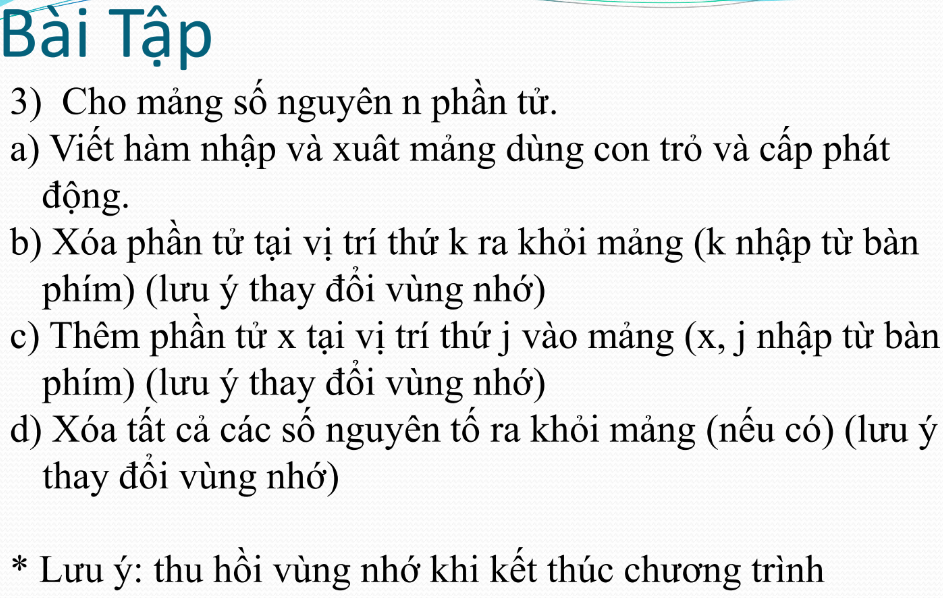 Bài Tập
3) Cho mảng số nguyên n phần tử.
a) Viết hàm nhập và xuât mảng dùng con trỏ và cấp phát
động.
b) Xóa phần tử tại vị trí thứ k ra khỏi mảng (k nhập từ bàn
phím) (lưu ý thay đổi vùng nhớ)
c) Thêm phần tử x tại vị trí thứ j vào mảng (x, j nhập từ bàn
phím) (lưu ý thay đổi vùng nhớ)
d) Xóa tất cả các số nguyên tố ra khỏi mảng (nếu có) (lưu ý
thay đổi vùng nhớ)
* Lưu ý: thu hồi vùng nhớ khi kết thúc chương trình